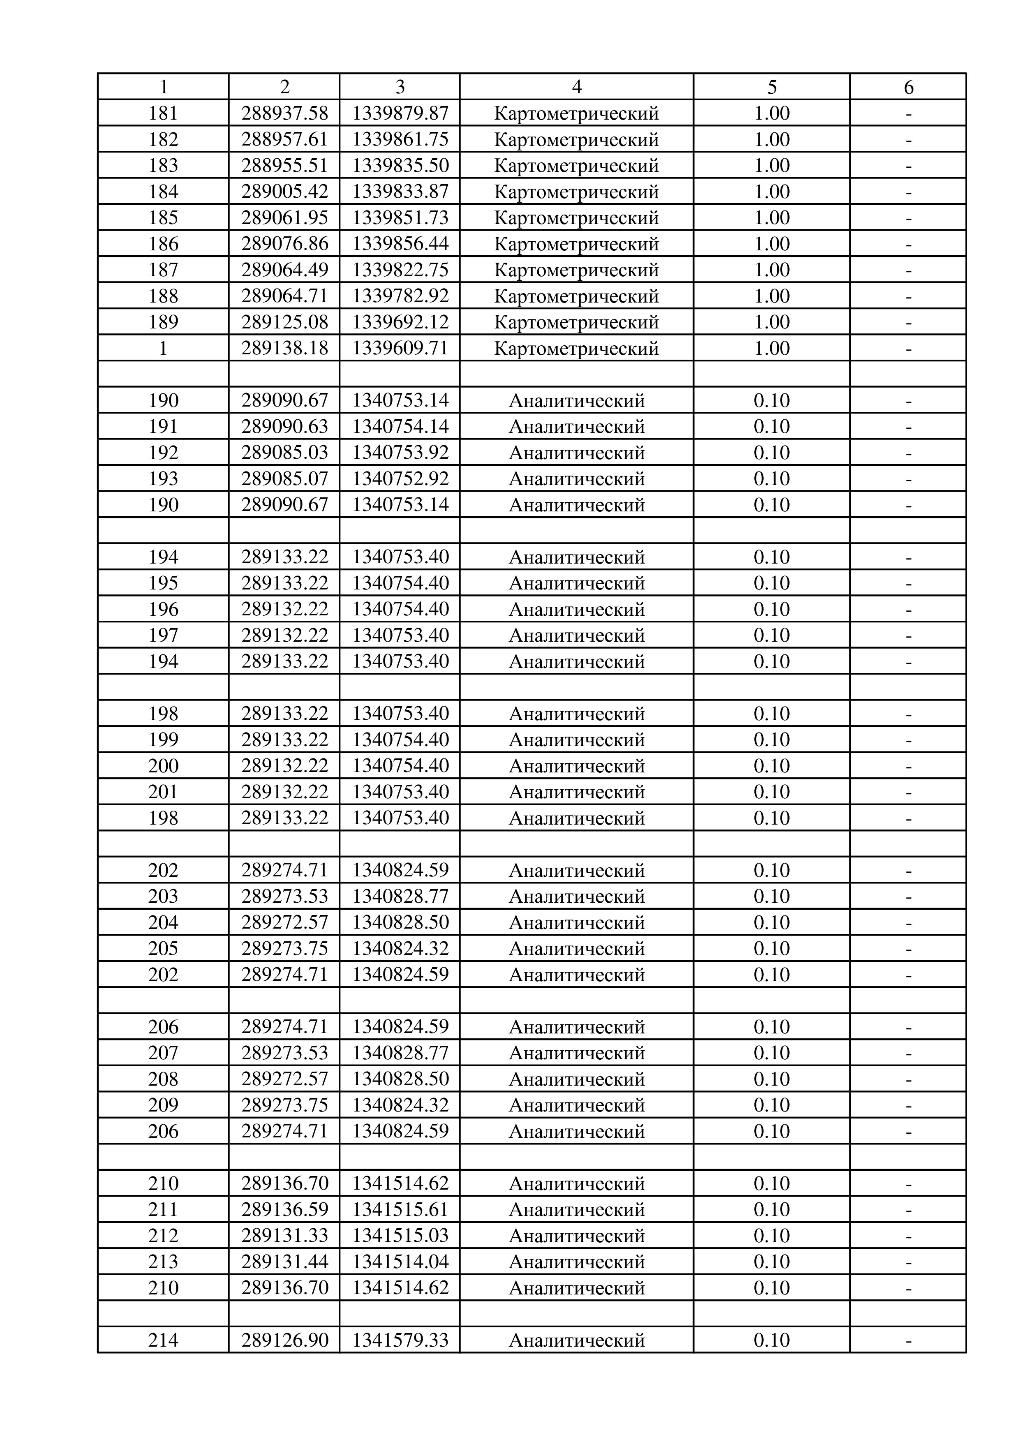 1 2 3 4 5 6
181 288937.58 1339879.87 Картометрический 1.00 -
182 288957.61 1339861.75 Картометрический 1.00 -
183 288955.51 1339835.50 Картометрический 1.00 -
184 289005.42 1339833.87 Картометрический 1.00 -
185 289061.95 1339851.73 Картометрический 1.00 -
186 289076.86 1339856.44 Картометрический 1.00 -
187 289064.49 1339822.75 Картометрический 1.00 -
188 289064.71 1339782.92 Картометрический 1.00 -
189 289125.08 1339692.12 Картометрический 1.00 -
1 289138.18 1339609.71 Картометрический 1.00 -
190 289090.67 1340753.14 Аналитический 0.10 -
191 289090.63 1340754.14 Аналитический 0.10 -
192 289085.03 1340753.92 Аналитический 0.10 -
193 289085.07 1340752.92 Аналитический 0.10 -
190 289090.67 1340753.14 Аналитический 0.10 -
194 289133.22 1340753.40 Аналитический 0.10 -
195 289133.22 1340754.40 Аналитический 0.10 -
196 289132.22 1340754.40 Аналитический 0.10 -
197 289132.22 1340753.40 Аналитический 0.10 -
194 289133.22 1340753.40 Аналитический 0.10 -
198 289133.22 1340753.40 Аналитический 0.10 -
199 289133.22 1340754.40 Аналитический 0.10 -
200 289132.22 1340754.40 Аналитический 0.10 -
201 289132.22 1340753.40 Аналитический 0.10 -
198 289133.22 1340753.40 Аналитический 0.10 -
202 289274.71 1340824.59 Аналитический 0.10 -
203 289273.53 1340828.77 Аналитический 0.10 -
204 289272.57 1340828.50 Аналитический 0.10 -
205 289273.75 1340824.32 Аналитический 0.10 -
202 289274.71 1340824.59 Аналитический 0.10 -
206 289274.71 1340824.59 Аналитический 0.10 -
207 289273.53 1340828.77 Аналитический 0.10 -
208 289272.57 1340828.50 Аналитический 0.10 -
209 289273.75 1340824.32 Аналитический 0.10 -
206 289274.71 1340824.59 Аналитический 0.10 -
210 289136.70 1341514.62 Аналитический 0.10 -
211 289136.59 1341515.61 Аналитический 0.10 -
212 289131.33 1341515.03 Аналитический 0.10 -
213 289131.44 1341514.04 Аналитический 0.10 -
210 289136.70 1341514.62 Аналитический 0.10 -
214 289126.90 1341579.33 Аналитический 0.10 -